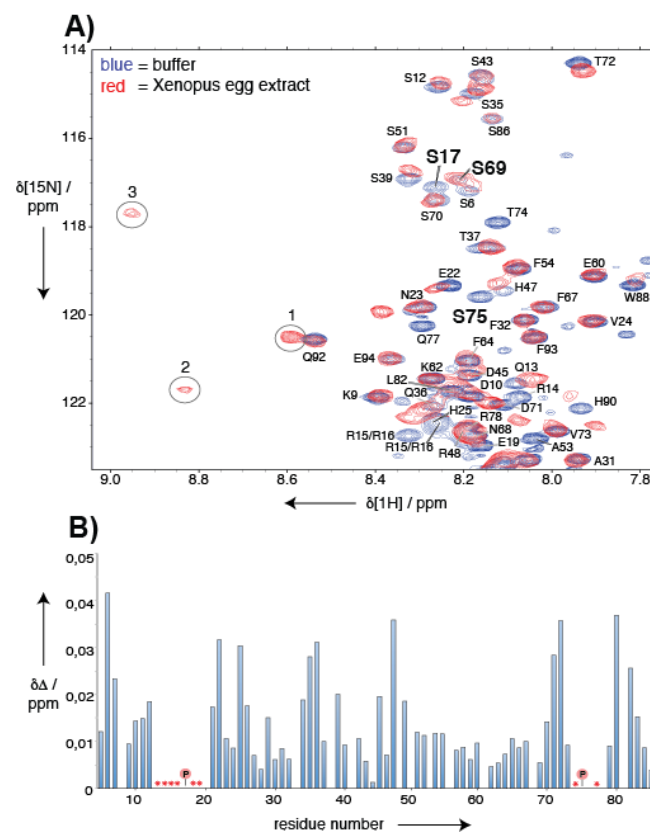 A)
blue = buffer
red = Xenopus egg extract
114
116
118
120
122
δ[15N] /
ppm
9.0
8.8
8.6
8.4
8.2
8.0
7.8
δ[1H] / ppm
S43
T72
S12
S35
S86
S51
S17
S69
3
S39
S6
S70
T74
T37
F54
E60
E22
H47
W88
N23
F67
S75
1
Q77
F32
V24
Q92
F64
F93
E94
K62
D45
Q13
2
L82
R14
Q36
D10
K9
H25
R78
D71
H90
R15/R16
N68
V73
R15/R16
R48
E19
A53
A31
B)
0,05
0,04
0,03
0,02
0,01
0
δΔ /
ppm
P
P
10
20
30
40
50
60
70
80
residue number